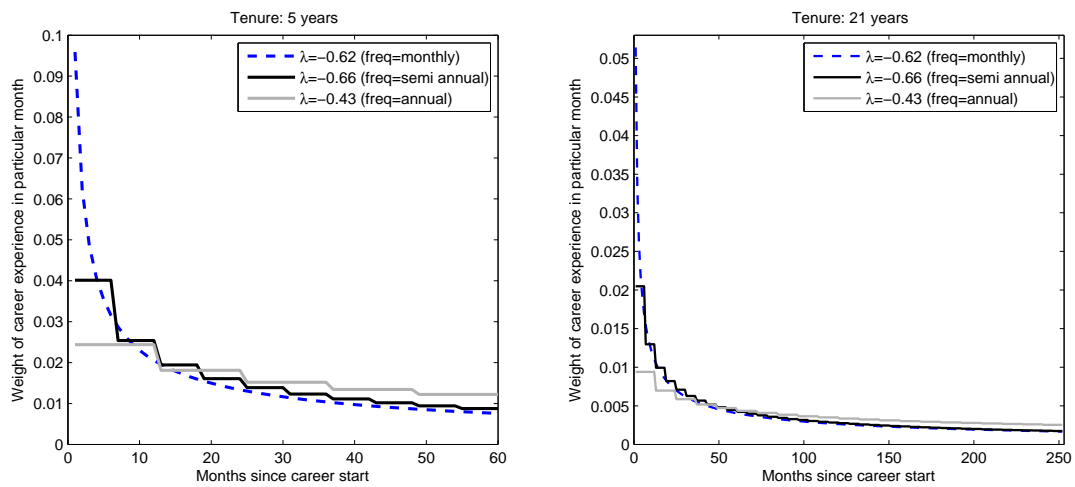 Tenure: 5 years
0.1
0.09
0.08
0.07
0.06
0.05
0.04
0.03
0.02
0.01
0
Weight of career experience in particular month
λ=−0.62 (freq=monthly)
λ=−0.66 (freq=semi annual)
λ=−0.43 (freq=annual)
0 10 20 30 40 50 60
Months since career start
Tenure: 21 years
0.05
0.045
0.04
0.035
0.03
0.025
0.02
0.015
0.01
0.005
0
Weight of career experience in particular month
λ=−0.62 (freq=monthly)
λ=−0.66 (freq=semi annual)
λ=−0.43 (freq=annual)
0 50 100 150 200 250
Months since career start